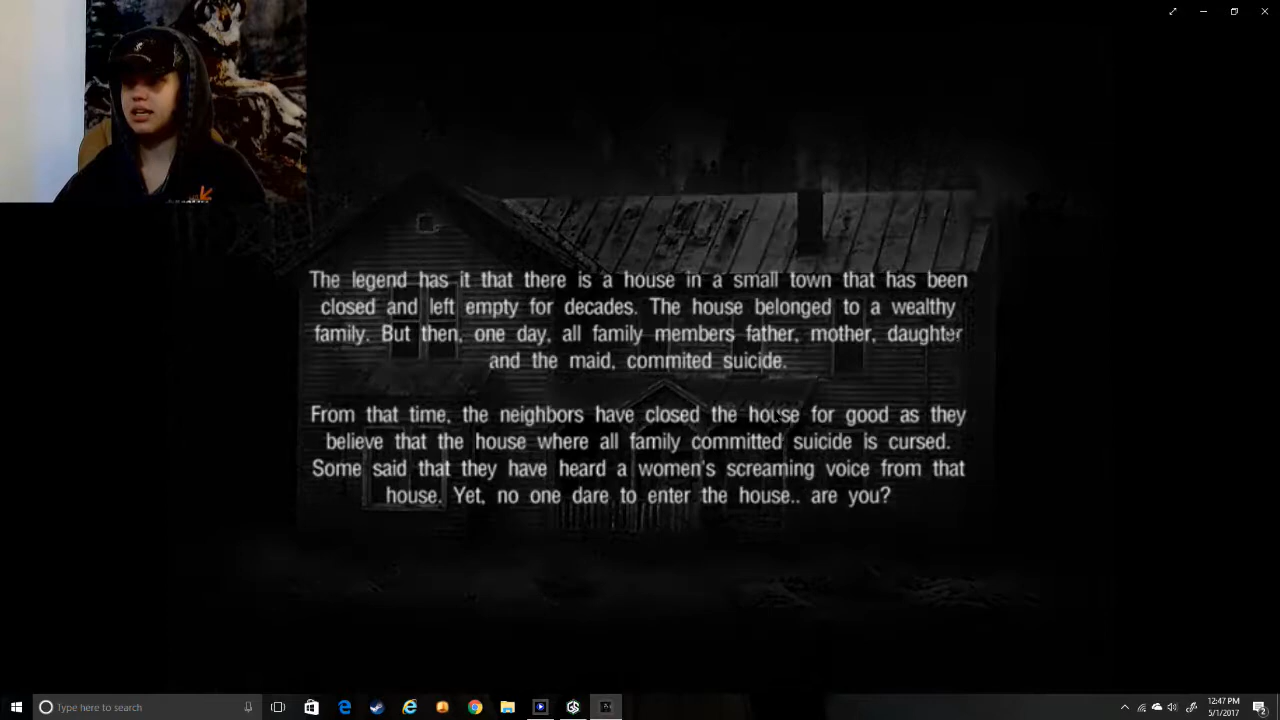 The legend has it that there is a house in a small town that has been
closed and left empty for decades. The house belonged to a wealthy
family. But then, one day, all family members father, mother, daughter
and the maid, commited suicide.
From that time, the neighbors have closed the house for good as they
believe that the house where all family committed suicide is cursed.
Some said that they have heard a women's screaming voice from that
house. Yet, no one dare to enter the house.. are you?
Type here to search
12:47 PM
5/1/2017